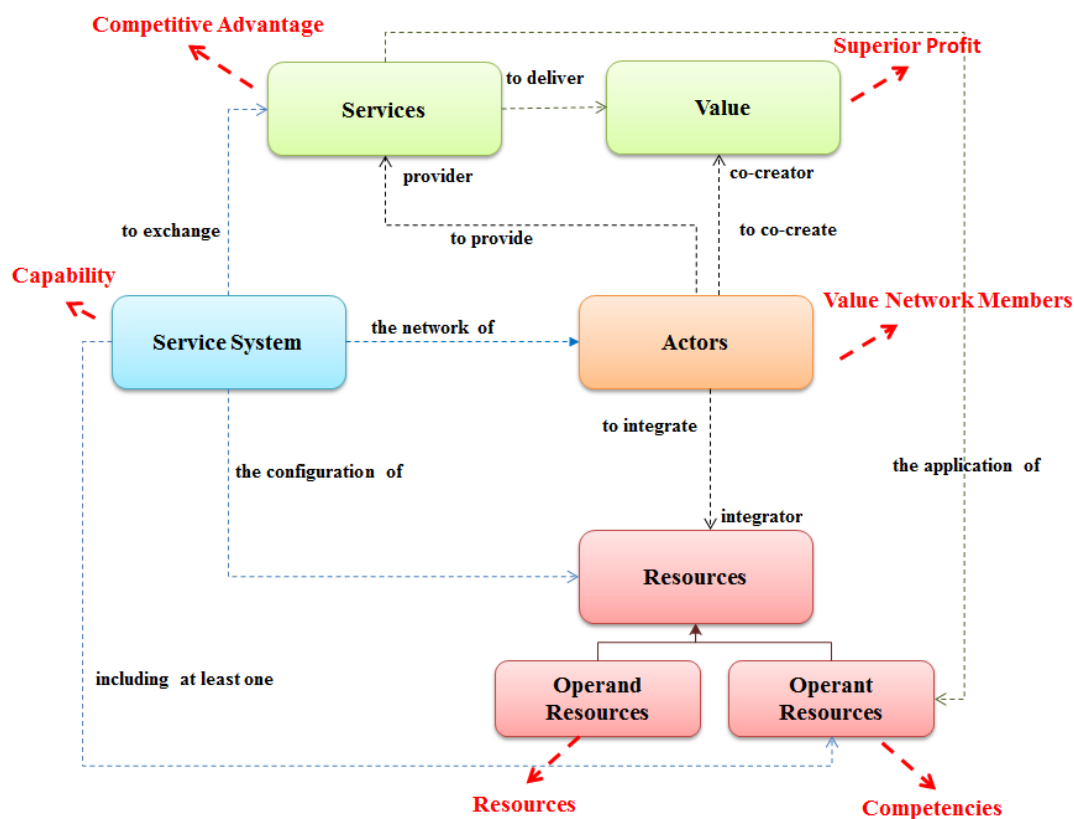 Competitive Advantage
Superior Profit
to deliver
Services
Value
provider
co-creator
to exchange
to provide
to co-create
Capability
Value Network Members
Service System
the network of
Actors
to integrate
the configuration of
the application of
integrator
Resources
including at least one
Operand
Resources
Operant
Resources
Resources
Competencies